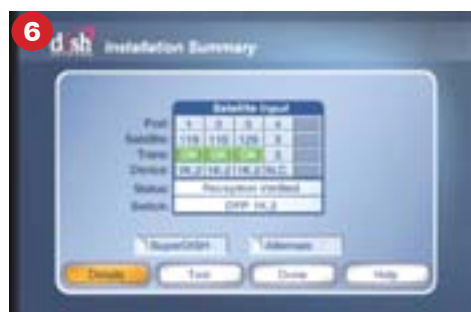 6
dish Installation Summary
Satellite Input
Port 1 2 3 4
Satellite 119 110 129 X
Trans OK OK OK X
Device
Status Reception Verified
Switch
SuperDISH Alternate
Details Test Done Help